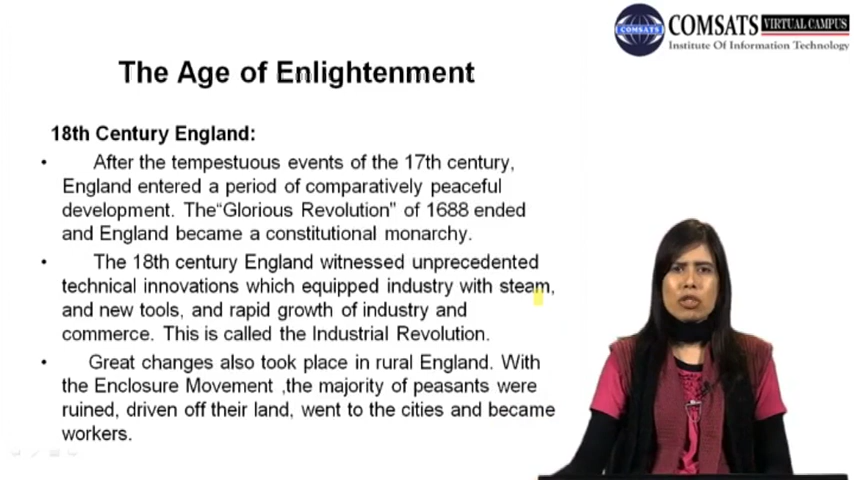 COMSATS VIRTUAL CAMPUS
Institute Of Information Technology
COMSATS
The Age of Enlightenment
18th Century England:
• After the tempestuous events of the 17th century,
England entered a period of comparatively peaceful
development. The“Glorious Revolution" of 1688 ended
and England became a constitutional monarchy.
• The 18th century England witnessed unprecedented
technical innovations which equipped industry with steam,
and new tools, and rapid growth of industry and
commerce. This is called the Industrial Revolution.
• Great changes also took place in rural England. With
the Enclosure Movement ,the majority of peasants were
ruined, driven off their land, went to the cities and became
workers.